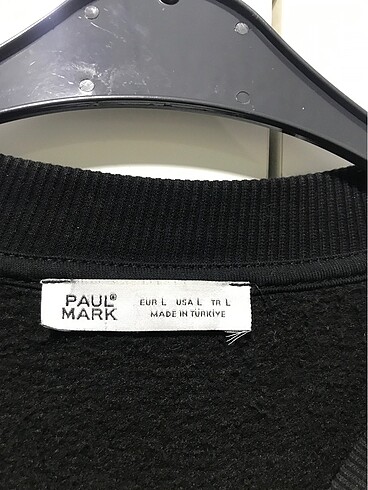 PAUL®
MARK
EUR L USA L TR L
MADE IN TÜRKİYE